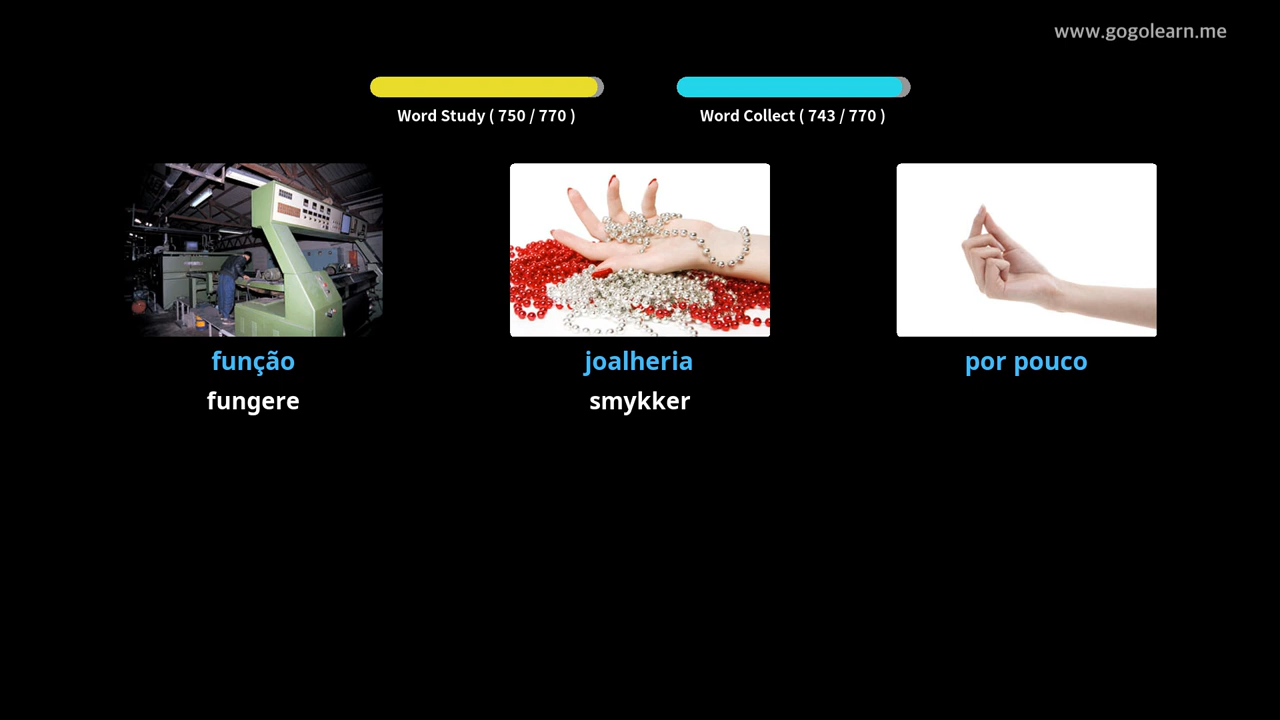 www.gogolearn.me
Word Study ( 750 / 770 )
Word Collect ( 743 / 770 )
função
joalheria
por pouco
fungere
smykker